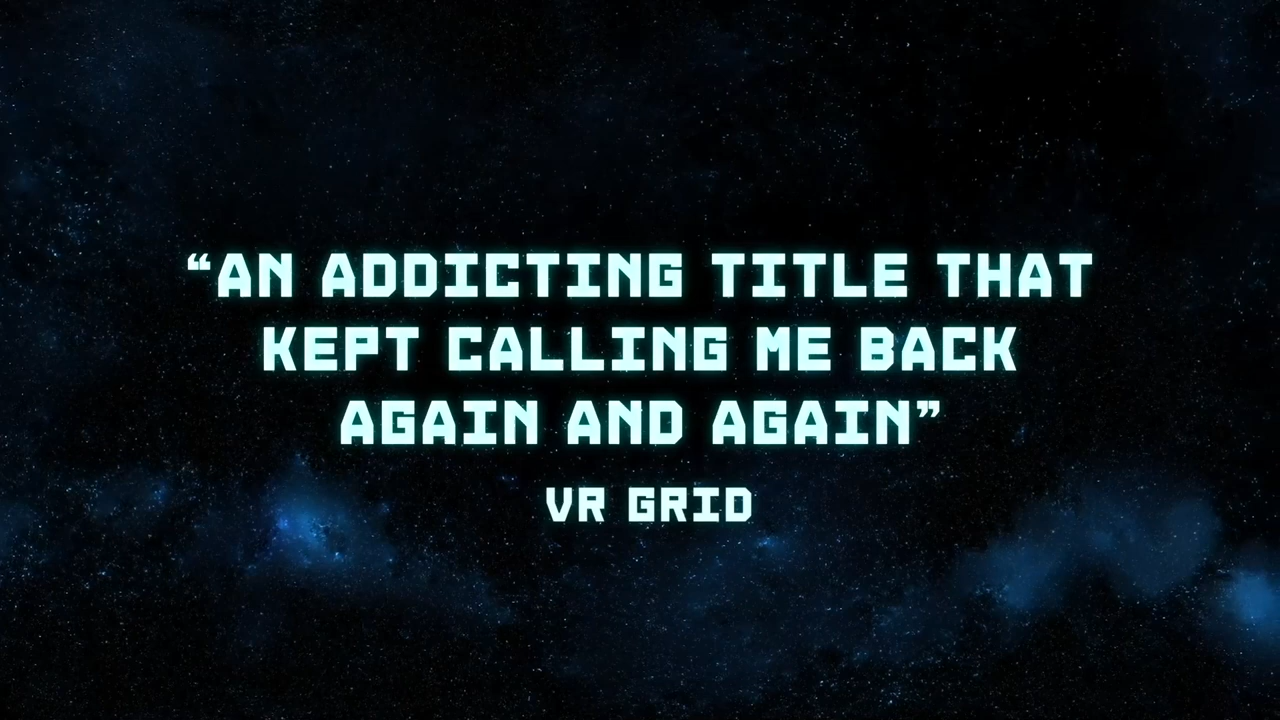 “AN ADDICTING TITLE THAT
KEPT CALLING ME BACK
AGAIN AND AGAIN”
VR GRID